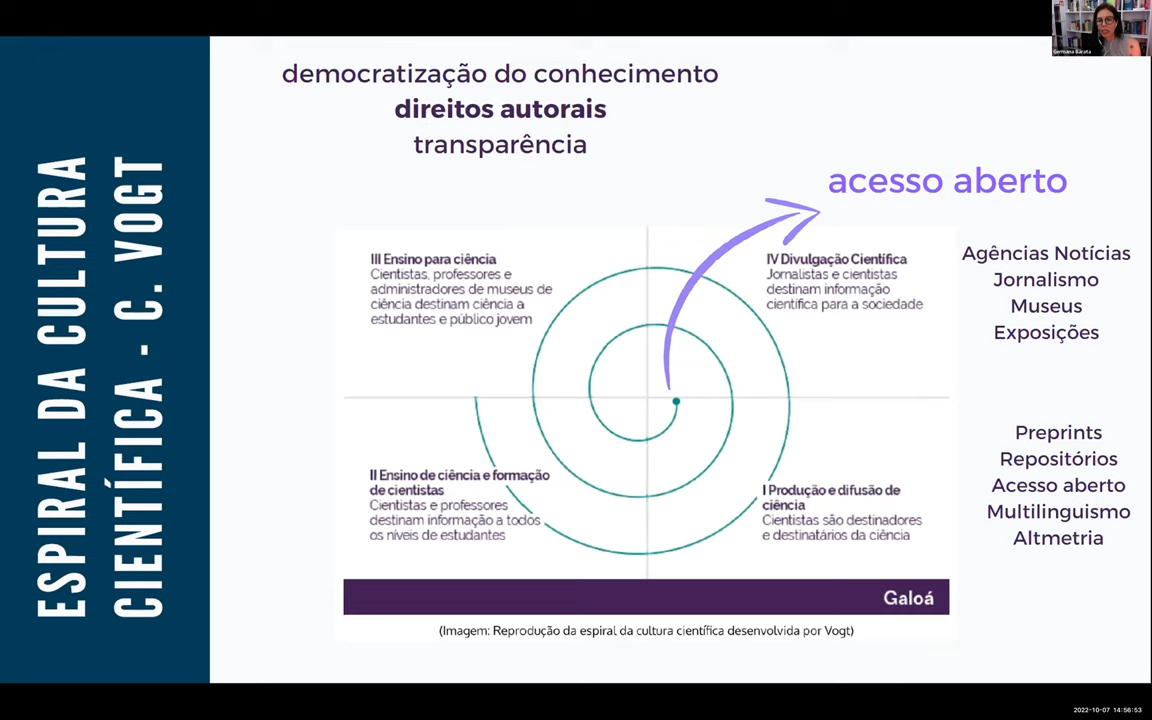 Germana Barata
ESPIRAL DA CULTURA
CIENTÍFICA - C. VOGT
democratização do conhecimento
direitos autorais
transparência
acesso aberto
III Ensino para ciência
Cientistas, professores e
administradores de museus de
ciência destinam ciência a
estudantes e público jovem
IV Divulgação Científica
Jornalistas e cientistas
destinam informação
científica para a sociedade
Agências Notícias
Jornalismo
Museus
Exposições
II Ensino de ciência e formação
de cientistas
Cientistas e professores
destinam informação a todos
os níveis de estudantes
I Produção e difusão de
ciência
Cientistas são destinadores
e destinatários da ciência
Preprints
Repositórios
Acesso aberto
Multilinguismo
Altmetria
Galoá
(Imagem: Reprodução da espiral da cultura científica desenvolvida por Vogt)
2022-10-07 14:56:53